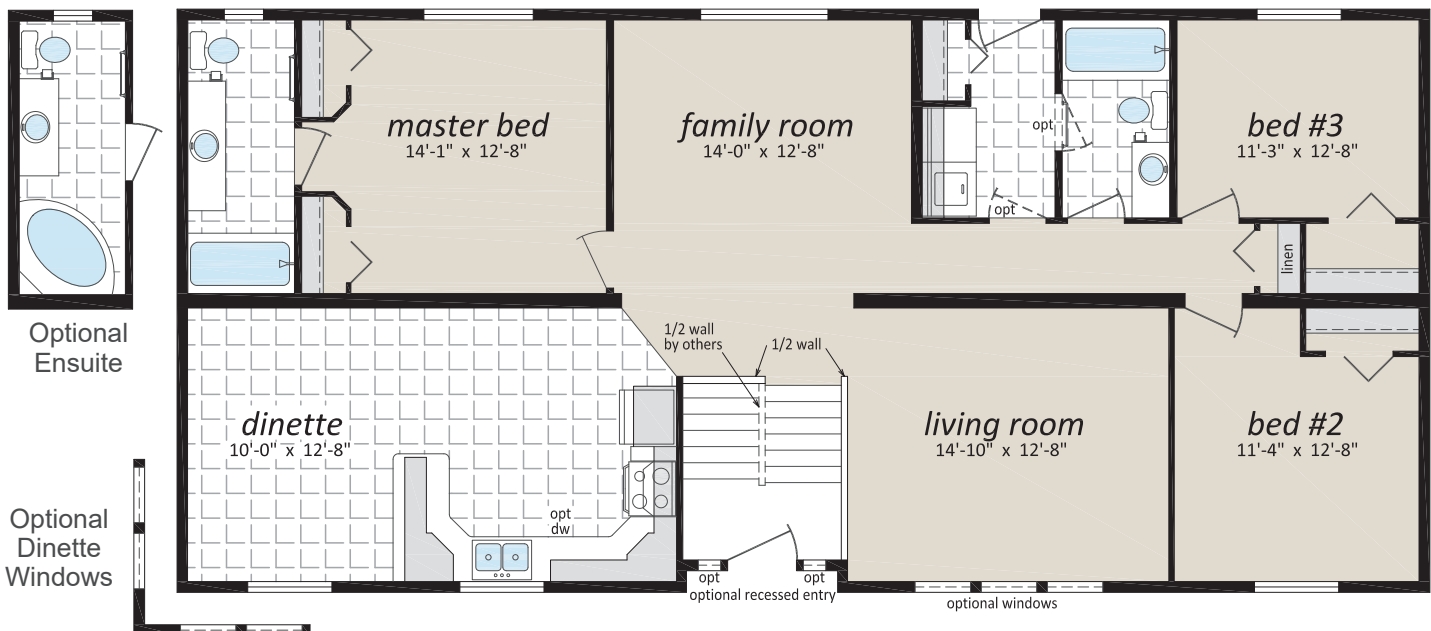 master bed
14'-1" x 12'-8"
family room
14'-0" x 12'-8"
opt
opt
bed #3
11'-3" x 12'-8"
linen
Optional
Ensuite
1/2 wall
by others
1/2 wall
dinette
10'-0" x 12'-8"
opt
dw
living room
14'-10" x 12'-8"
bed #2
11'-4" x 12'-8"
Optional
Dinette
Windows
opt
opt
optional recessed entry
optional windows